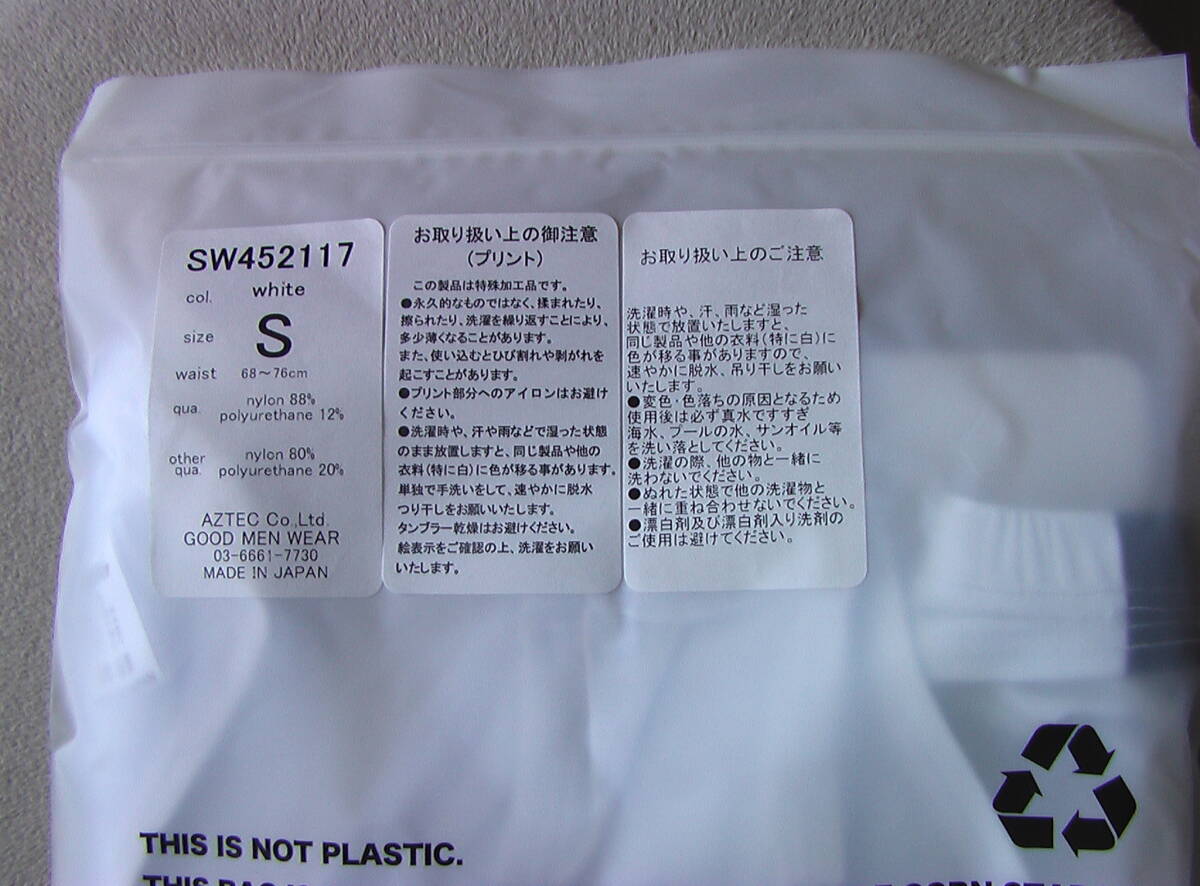 SW452117
col. white
size S
waist 68～76cm
qua. nylon 88%
polyurethane 12%
other qua. nylon 80%
polyurethane 20%
AZTEC Co.,Ltd.
GOOD MEN WEAR
03-6661-7730
MADE IN JAPAN
お取り扱い上の御注意
(プリント)
この製品は特殊加工品です。
●永久的なものではなく、揉まれたり、
擦られたり、洗濯を繰り返すことにより、
多少薄くなることがあります。
また、使い込むとひび割れや剥がれを
起こすことがあります。
●プリント部分へのアイロンはお避け
ください。
●洗濯時や、汗や雨などで湿った状態
のまま放置しますと、同じ製品や他の
衣料(特に白)に色が移る事があります。
単独で手洗いをして、速やかに脱水
つり干しをお願いいたします。
タンブラー乾燥はお避けください。
絵表示をご確認の上、洗濯をお願い
いたします。
お取り扱い上のご注意
洗濯時や、汗、雨など湿った
状態で放置いたしますと、
同じ製品や他の衣料(特に白)に
色が移る事がありますので、
速やかに脱水、吊り干しをお願い
いたします。
●変色・色落ちの原因となるため
使用後は必ず真水ですすぎ
海水、プールの水、サンオイル等
を洗い落としてください。
●洗濯の際、他の物と一緒に
洗わないでください。
●ぬれた状態で他の洗濯物と
一緒に重ね合わせないでください。
●漂白剤及び漂白剤入り洗剤の
ご使用は避けてください。
THIS IS NOT PLASTIC.